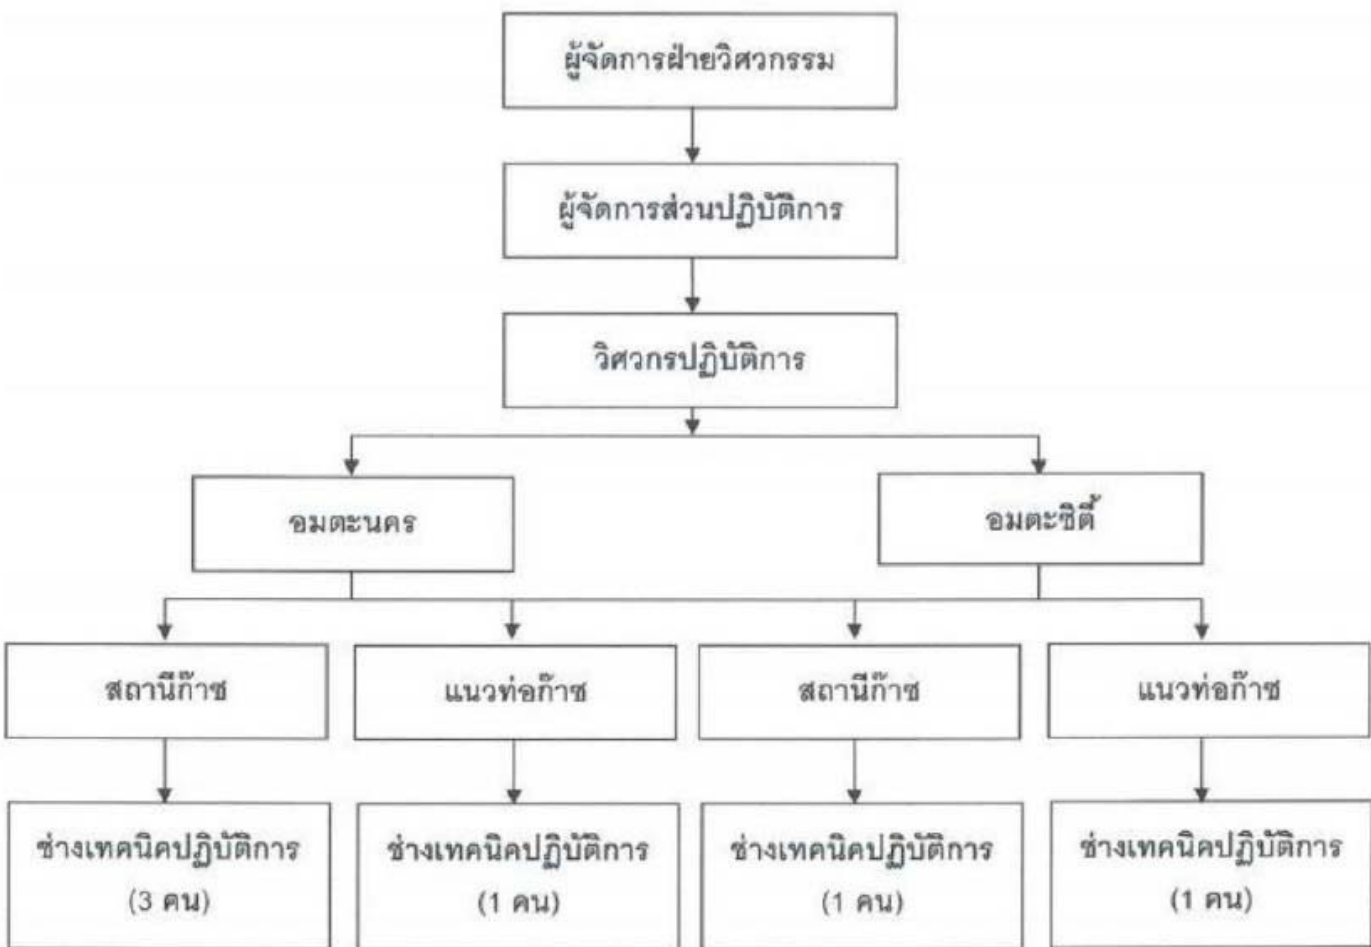 ผู้จัดการฝ่ายวิศวกรรม
ผู้จัดการส่วนปฏิบัติการ
วิศวกรปฏิบัติการ
อมตะนคร
อมตะซิตี้
สถานีก๊าซ
แนวท่อก๊าซ
สถานีก๊าซ
แนวท่อก๊าซ
ช่างเทคนิคปฏิบัติการ
(3 คน)
ช่างเทคนิคปฏิบัติการ
(1 คน)
ช่างเทคนิคปฏิบัติการ
(1 คน)
ช่างเทคนิคปฏิบัติการ
(1 คน)